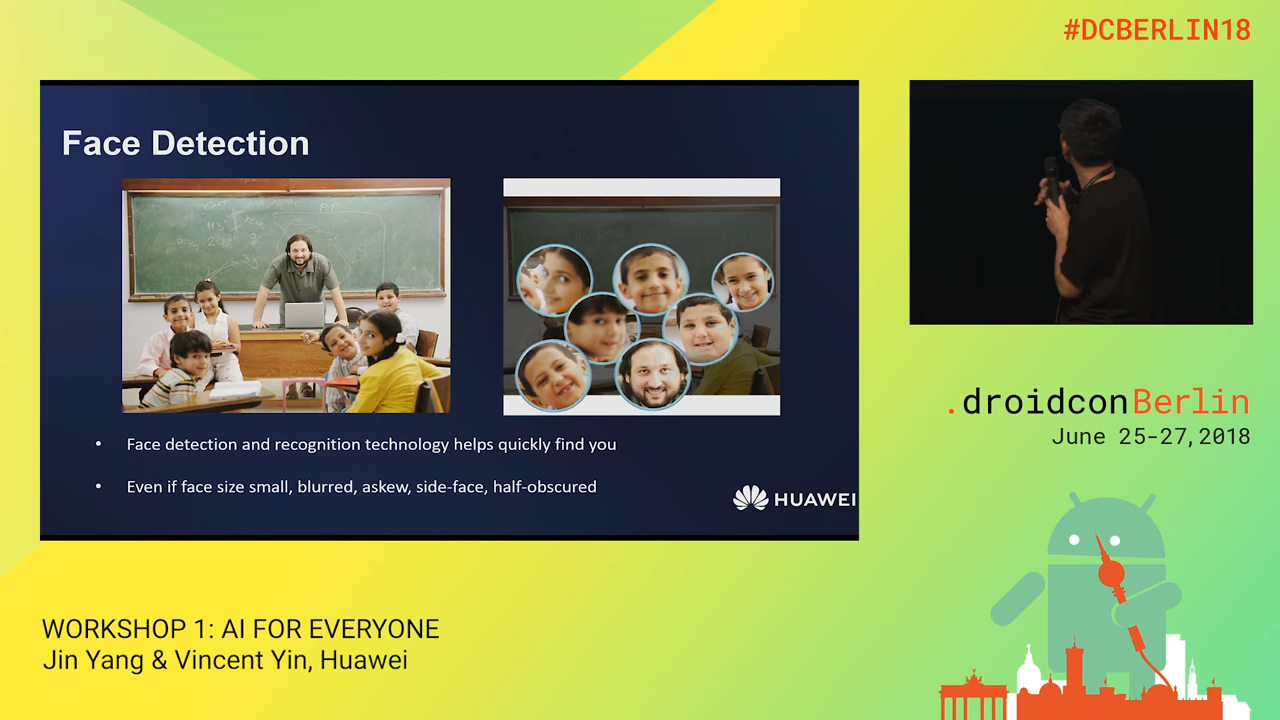 #DCBERLIN18
Face Detection
• Face detection and recognition technology helps quickly find you
• Even if face size small, blurred, askew, side-face, half-obscured
HUAWEI
.droidconBerlin
June 25-27, 2018
WORKSHOP 1: AI FOR EVERYONE
Jin Yang & Vincent Yin, Huawei